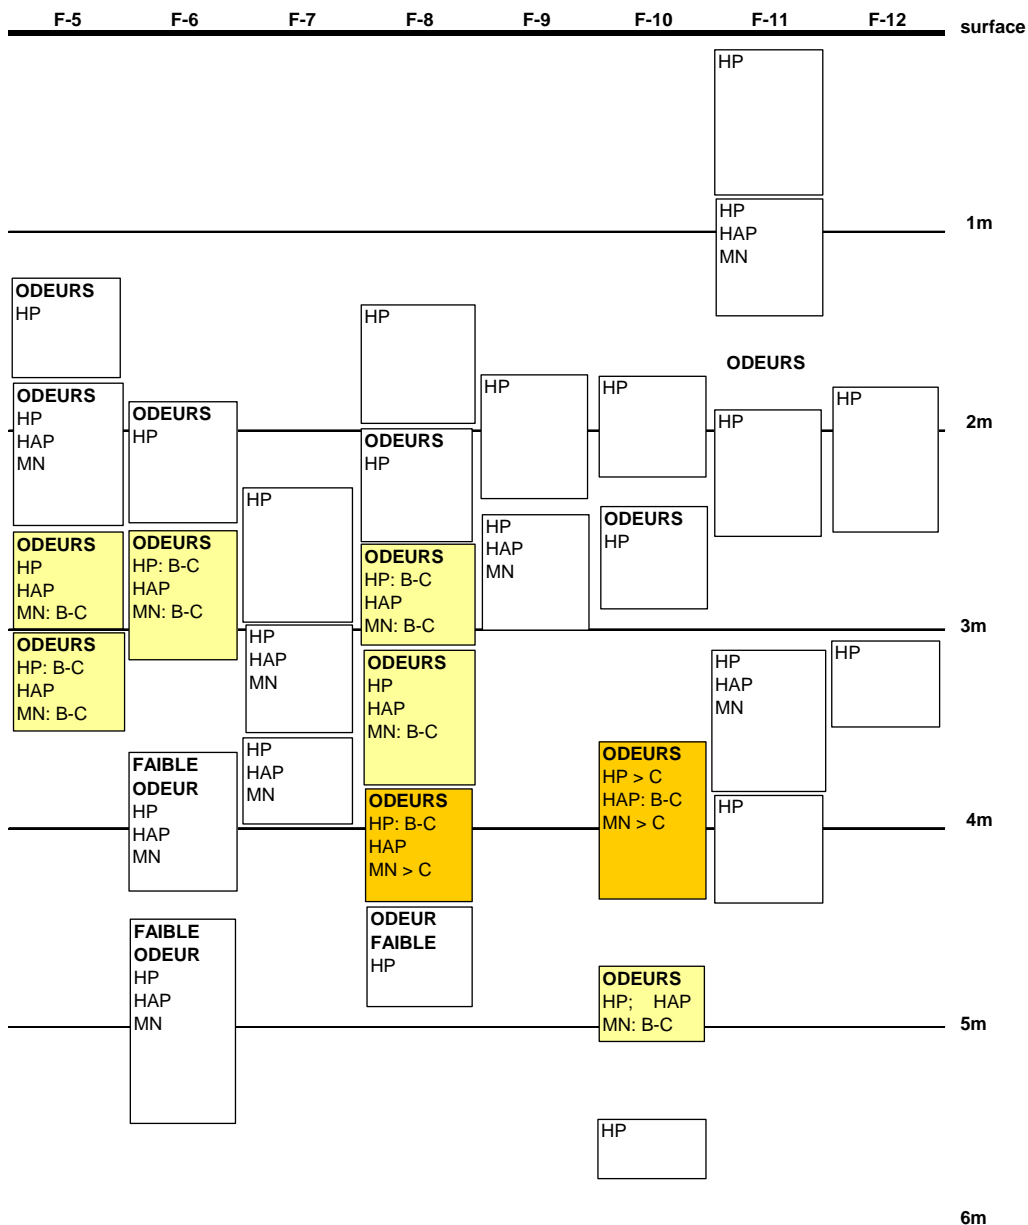 F-5 F-6 F-7 F-8 F-9 F-10 F-11 F-12 surface
HP
HP
HAP
MN
1m
ODEURS
HP
ODEURS
HP
HAP
MN
ODEURS
HP
HAP
MN: B-C
ODEURS
HP: B-C
HAP
MN: B-C
ODEURS
HP
ODEURS
HP: B-C
HAP
MN: B-C
FAIBLE
ODEUR
HP
HAP
MN
FAIBLE
ODEUR
HP
HAP
MN
HP
HP
HAP
MN
HP
HAP
MN
HP
ODEURS
HP
ODEURS
HP: B-C
HAP
MN: B-C
ODEURS
HP
HAP
MN: B-C
ODEURS
HP: B-C
HAP
MN > C
ODEUR
FAIBLE
HP
HP
HP
HAP
MN
HP
ODEURS
HP
ODEURS
HP > C
HAP: B-C
MN > C
ODEURS
HP; HAP
MN: B-C
HP
ODEURS
HP
HP
HAP
MN
HP
HP
HP
2m
3m
4m
5m
6m